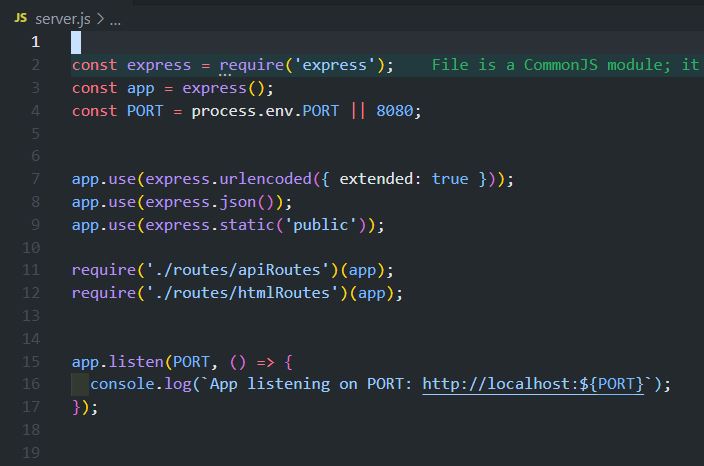 JS server.js > ...
1
2 const express = require('express'); File is a CommonJS module; it
3 const app = express();
4 const PORT = process.env.PORT || 8080;
5
6
7 app.use(express.urlencoded({ extended: true }));
8 app.use(express.json());
9 app.use(express.static('public'));
10
11 require('./routes/apiRoutes')(app);
12 require('./routes/htmlRoutes')(app);
13
14
15 app.listen(PORT, () => {
16   console.log(`App listening on PORT: http://localhost:${PORT}`);
17 });
18
19